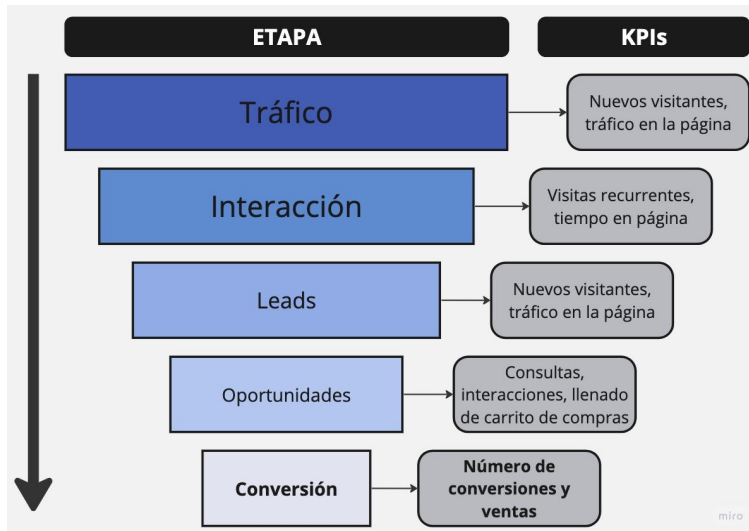 ETAPA
KPIs
Tráfico
Nuevos visitantes,
tráfico en la página
Interacción
Visitas recurrentes,
tiempo en página
Leads
Nuevos visitantes,
tráfico en la página
Oportunidades
Consultas,
interacciones, llenado
de carrito de compras
Conversión
Número de
conversiones y
ventas
miro